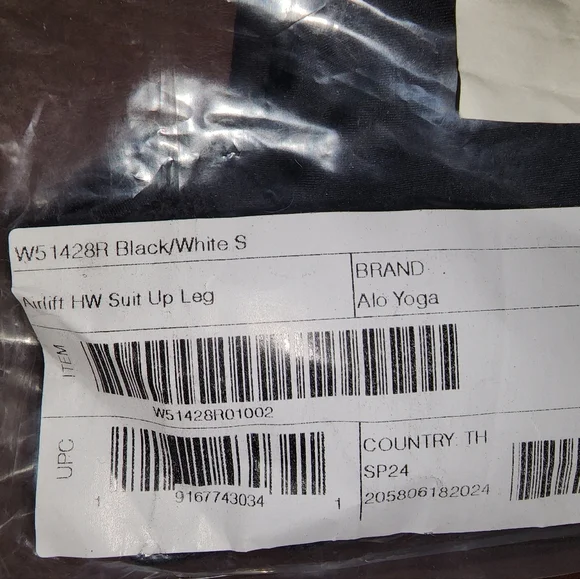 W51428R Black/White S
Airlift HW Suit Up Leg
BRAND
Alo Yoga
ITEM
W51428R01002
UPC
1 9167743034 1
COUNTRY: TH
SP24
205806182024